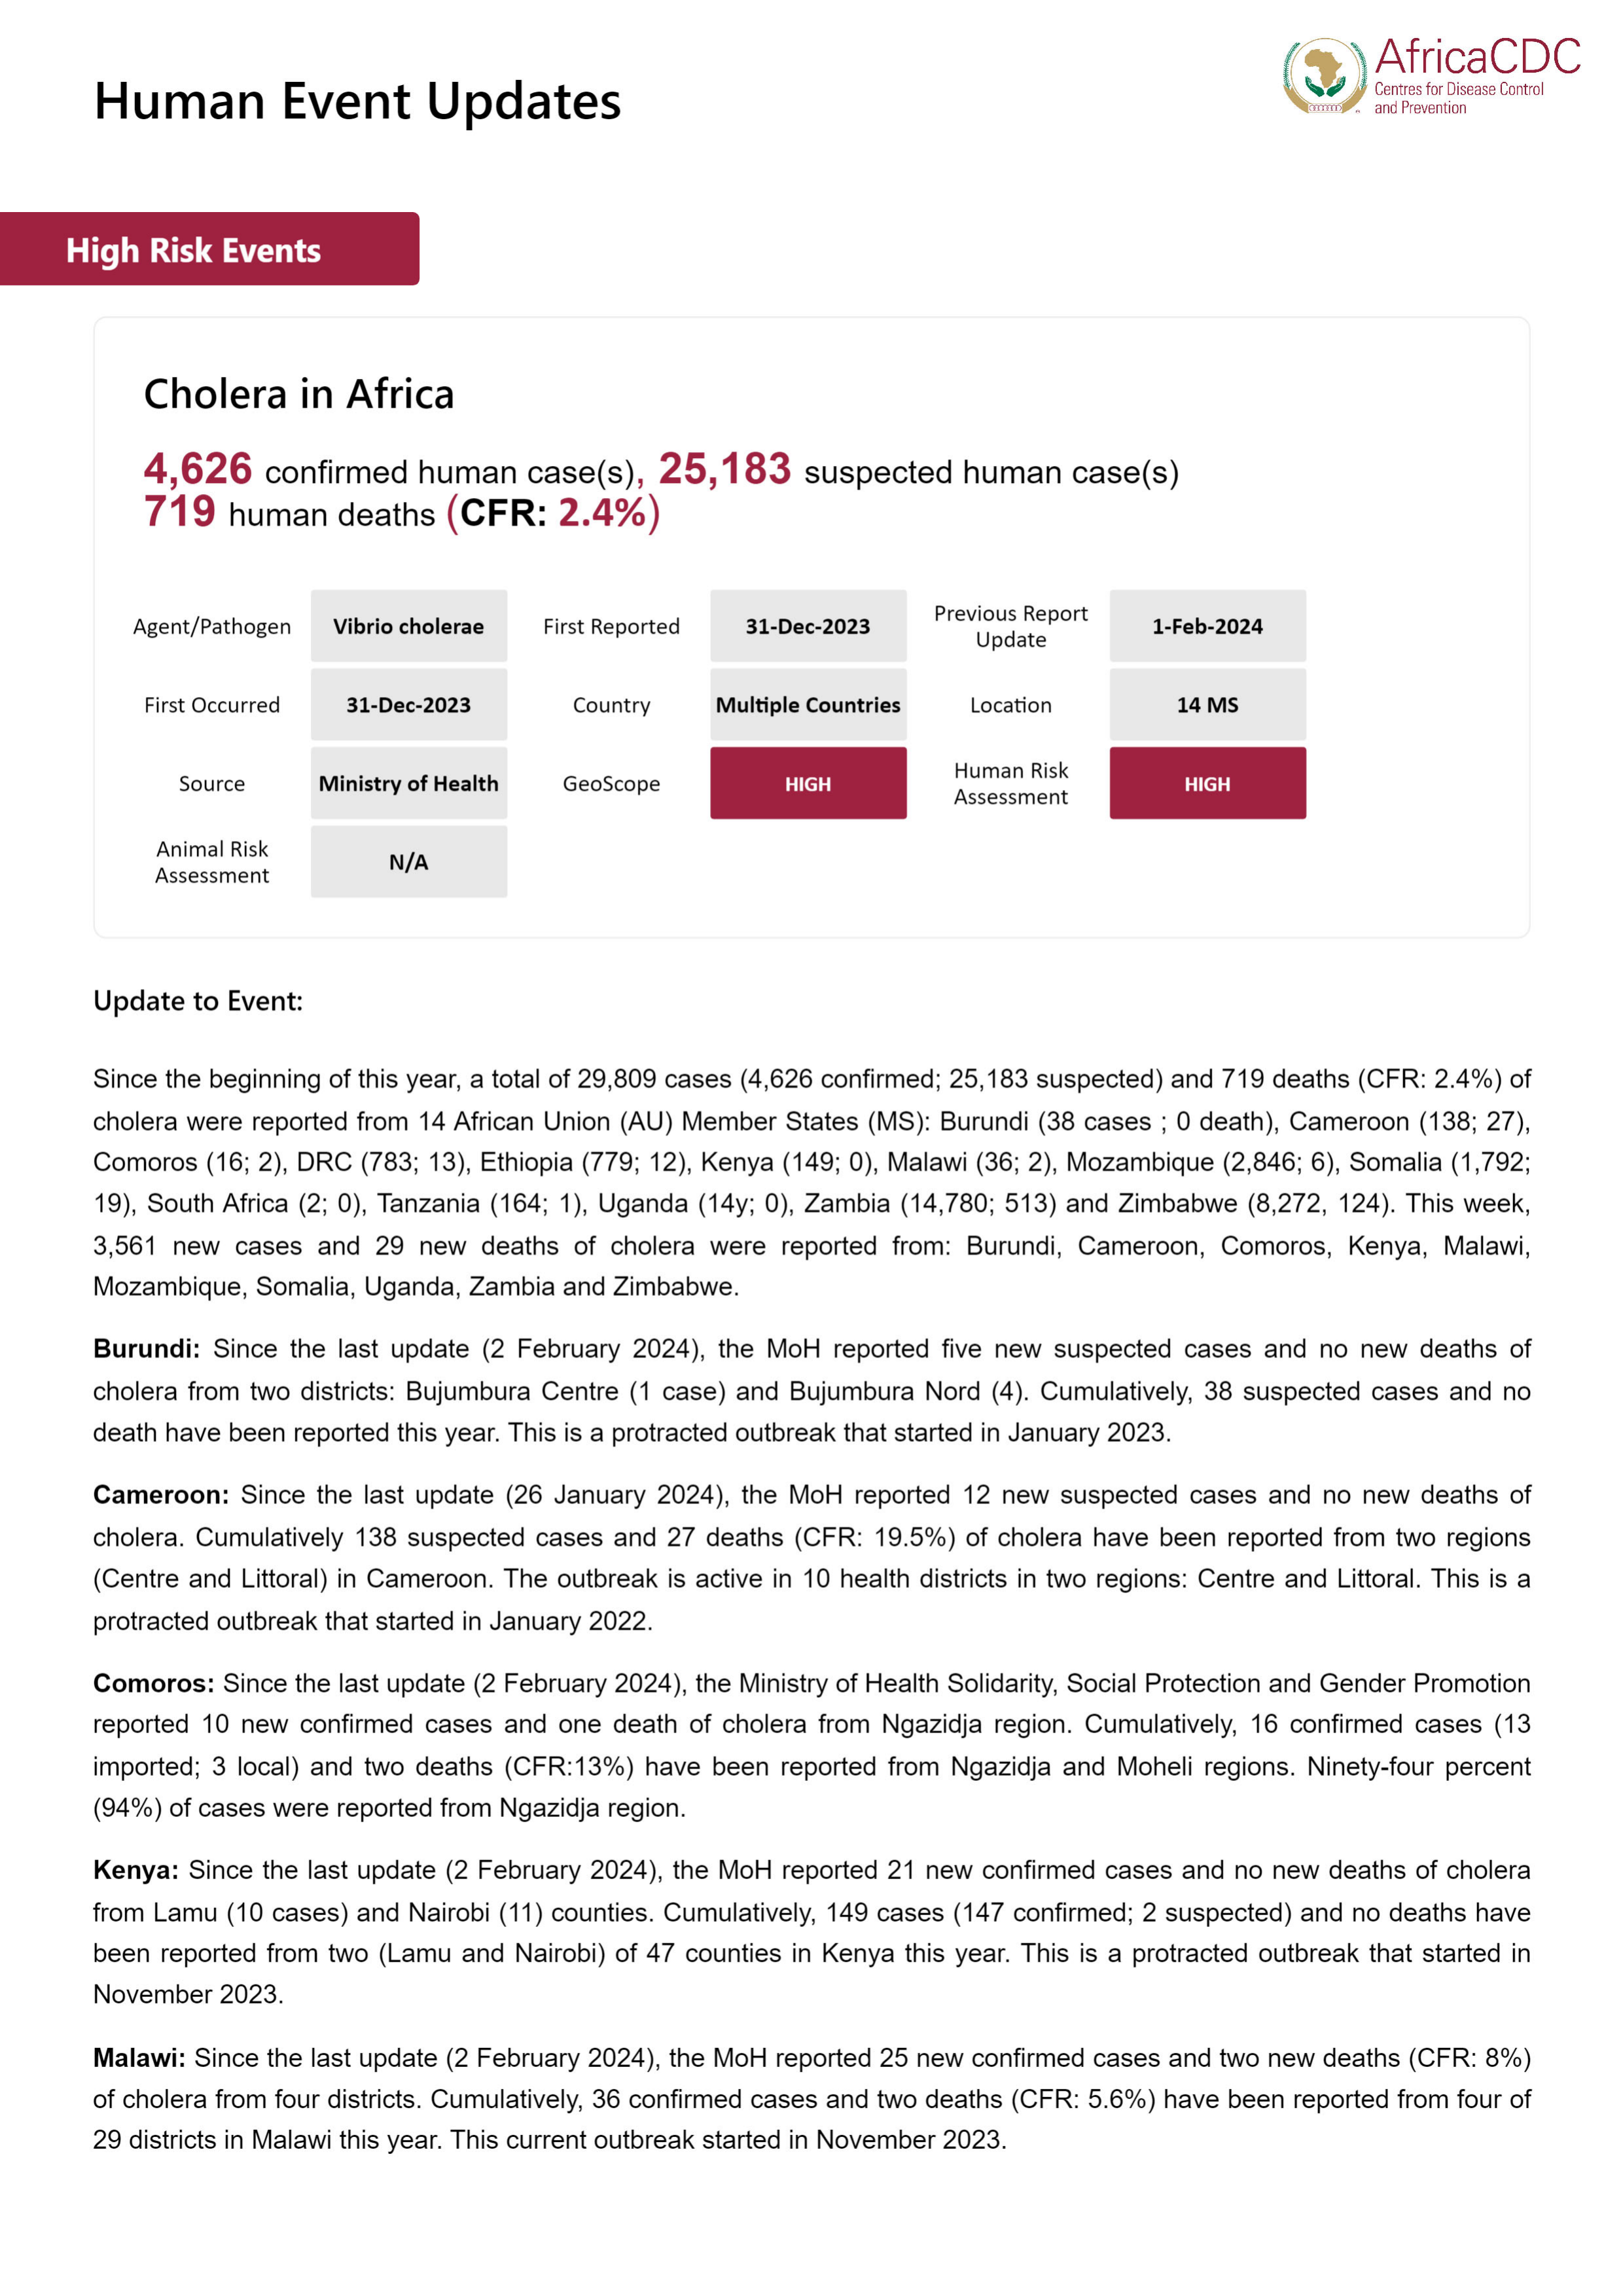 AfricaCDC
Centres for Disease Control
and Prevention
Human Event Updates
High Risk Events
Cholera in Africa
4,626 confirmed human case(s), 25,183 suspected human case(s)
719 human deaths (CFR: 2.4%)
Agent/Pathogen Vibrio cholerae First Reported 31-Dec-2023 Previous Report Update 1-Feb-2024
First Occurred 31-Dec-2023 Country Multiple Countries Location 14 MS
Source Ministry of Health GeoScope HIGH Human Risk Assessment HIGH
Animal Risk Assessment N/A
Update to Event:
Since the beginning of this year, a total of 29,809 cases (4,626 confirmed; 25,183 suspected) and 719 deaths (CFR: 2.4%) of
cholera were reported from 14 African Union (AU) Member States (MS): Burundi (38 cases ; 0 death), Cameroon (138; 27),
Comoros (16; 2), DRC (783; 13), Ethiopia (779; 12), Kenya (149; 0), Malawi (36; 2), Mozambique (2,846; 6), Somalia (1,792;
19), South Africa (2; 0), Tanzania (164; 1), Uganda (14y; 0), Zambia (14,780; 513) and Zimbabwe (8,272, 124). This week,
3,561 new cases and 29 new deaths of cholera were reported from: Burundi, Cameroon, Comoros, Kenya, Malawi,
Mozambique, Somalia, Uganda, Zambia and Zimbabwe.
Burundi: Since the last update (2 February 2024), the MoH reported five new suspected cases and no new deaths of
cholera from two districts: Bujumbura Centre (1 case) and Bujumbura Nord (4). Cumulatively, 38 suspected cases and no
death have been reported this year. This is a protracted outbreak that started in January 2023.
Cameroon: Since the last update (26 January 2024), the MoH reported 12 new suspected cases and no new deaths of
cholera. Cumulatively 138 suspected cases and 27 deaths (CFR: 19.5%) of cholera have been reported from two regions
(Centre and Littoral) in Cameroon. The outbreak is active in 10 health districts in two regions: Centre and Littoral. This is a
protracted outbreak that started in January 2022.
Comoros: Since the last update (2 February 2024), the Ministry of Health Solidarity, Social Protection and Gender Promotion
reported 10 new confirmed cases and one death of cholera from Ngazidja region. Cumulatively, 16 confirmed cases (13
imported; 3 local) and two deaths (CFR:13%) have been reported from Ngazidja and Moheli regions. Ninety-four percent
(94%) of cases were reported from Ngazidja region.
Kenya: Since the last update (2 February 2024), the MoH reported 21 new confirmed cases and no new deaths of cholera
from Lamu (10 cases) and Nairobi (11) counties. Cumulatively, 149 cases (147 confirmed; 2 suspected) and no deaths have
been reported from two (Lamu and Nairobi) of 47 counties in Kenya this year. This is a protracted outbreak that started in
November 2023.
Malawi: Since the last update (2 February 2024), the MoH reported 25 new confirmed cases and two new deaths (CFR: 8%)
of cholera from four districts. Cumulatively, 36 confirmed cases and two deaths (CFR: 5.6%) have been reported from four of
29 districts in Malawi this year. This current outbreak started in November 2023.